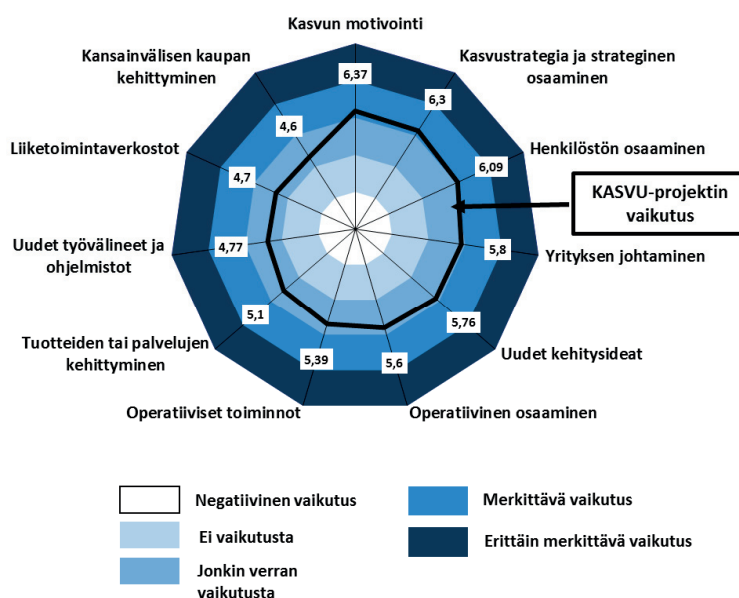 Kasvun motivointi
Kansainvälisen kaupan
kehittyminen
Kasvustrategia ja strateginen
osaaminen
6,37
6,3
4,6
Liiketoimintaverkostot
Henkilöstön osaaminen
4,7
6,09
KASVU-projektin
vaikutus
Uudet työvälineet ja
ohjelmistot
4,77
5,8
Yrityksen johtaminen
5,1
5,76
Tuotteiden tai palvelujen
kehittyminen
Uudet kehitysideat
5,39
5,6
Operatiiviset toiminnot
Operatiivinen osaaminen
Negatiivinen vaikutus
Merkittävä vaikutus
Ei vaikutusta
Erittäin merkittävä vaikutus
Jonkin verran
vaikutusta